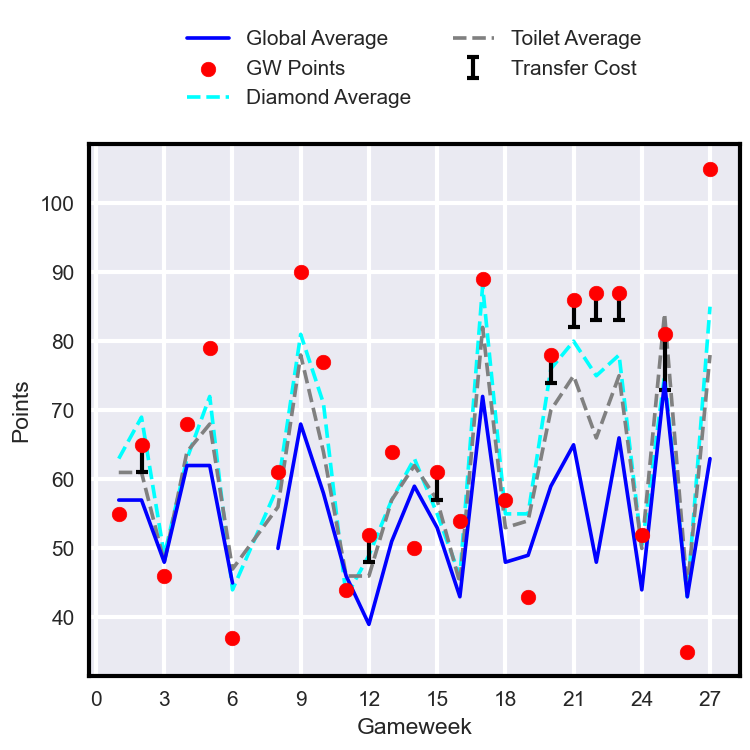 Global Average
GW Points
Diamond Average
Toilet Average
Transfer Cost
Points
100
90
80
70
60
50
40
0 3 6 9 12 15 18 21 24 27
Gameweek